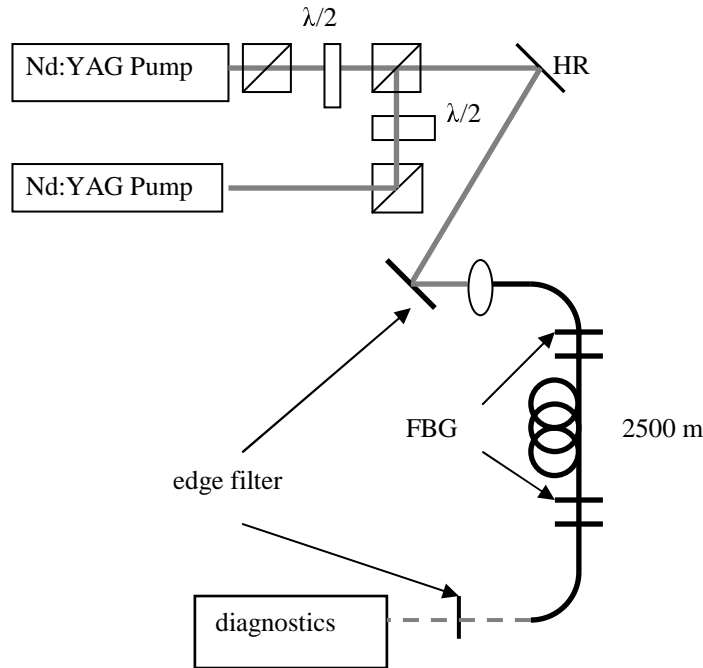 λ/2
Nd:YAG Pump
HR
λ/2
Nd:YAG Pump
FBG
2500 m
edge filter
diagnostics